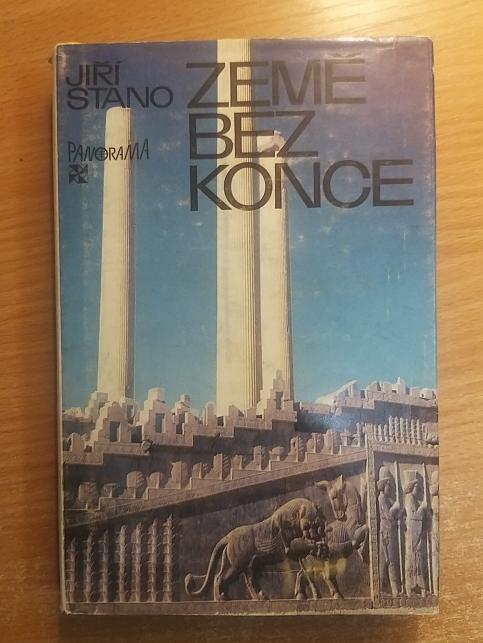 JIŘÍ
STANO
ZEMĚ
BEZ
KONCE
PANORAMA